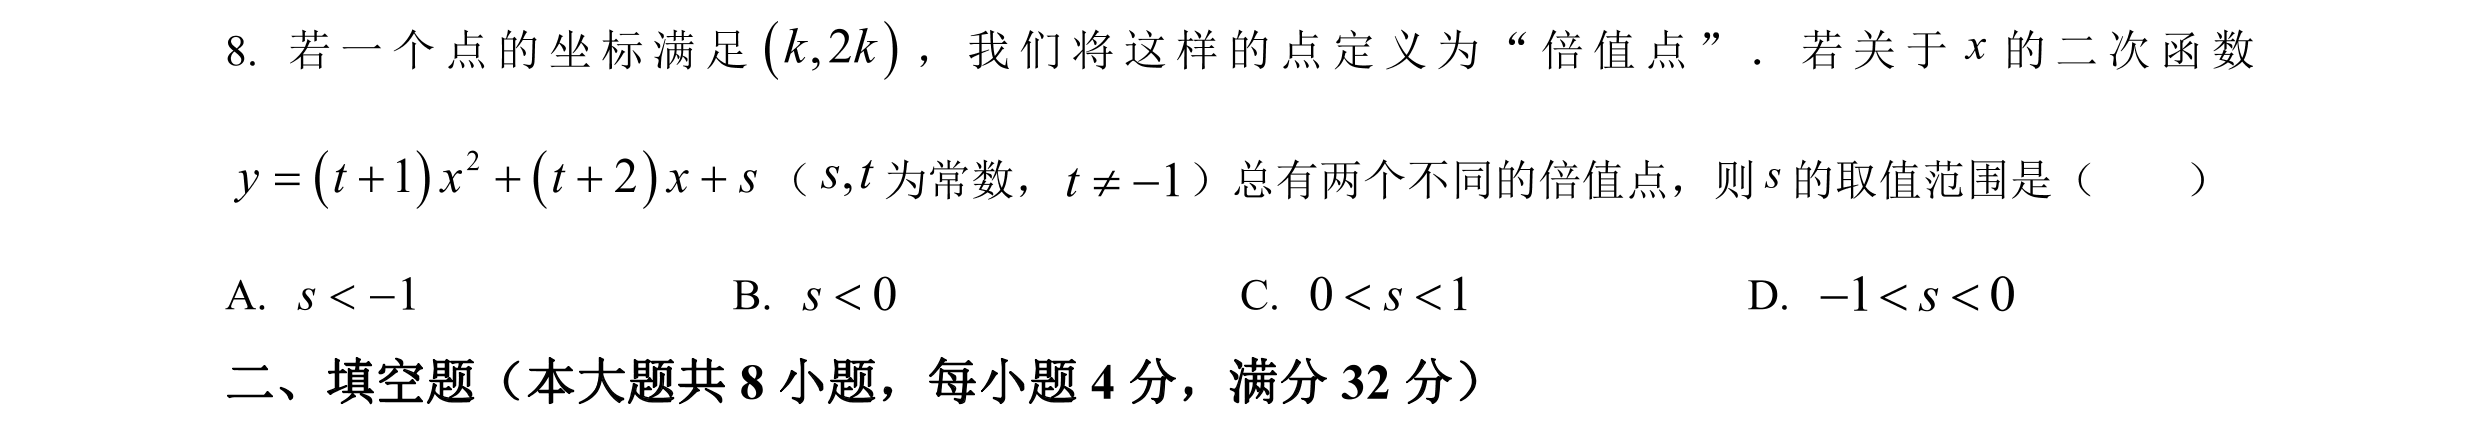 8. 若一个点的坐标满足(k,2k)，我们将这样的点定义为“倍值点”．若关于 x 的二次函数
y=(t+1)x²+(t+2)x+s（s,t为常数，t≠−1）总有两个不同的倍值点，则s的取值范围是（　　）
A. s<−1　B. s<0　C. 0<s<1　D. −1<s<0
二、填空题（本大题共 8 小题，每小题 4 分，满分 32 分）